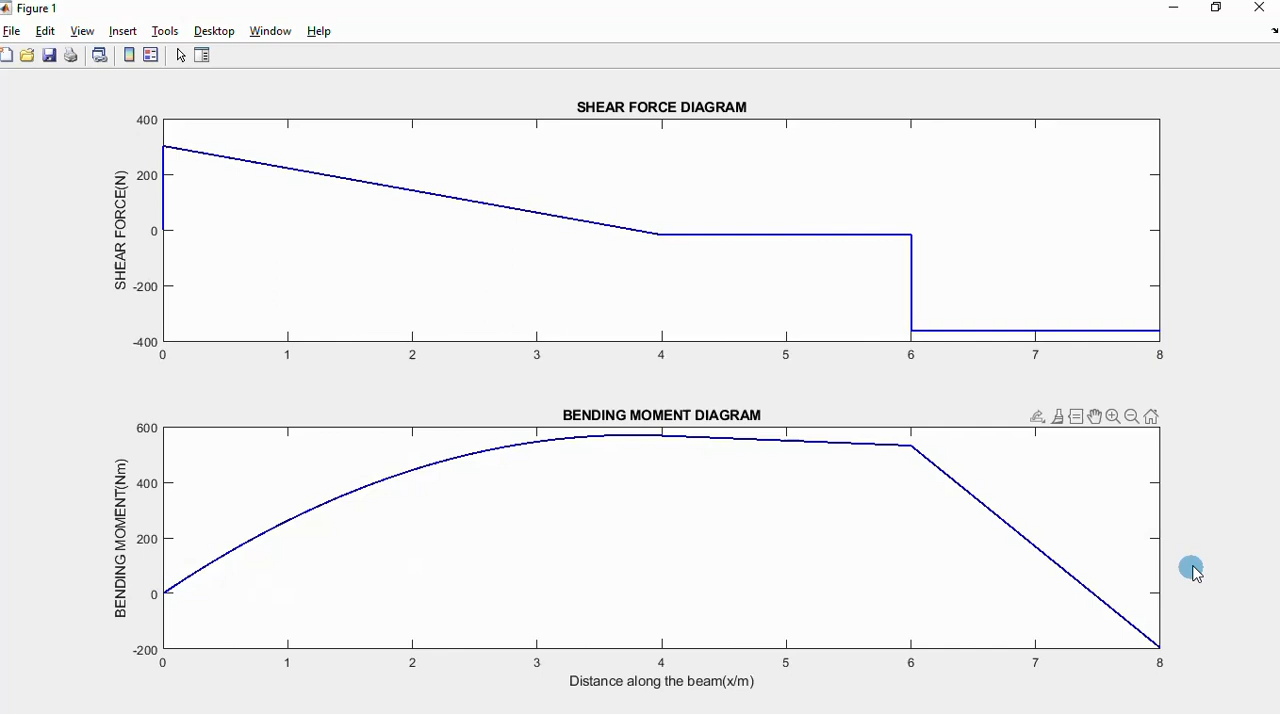 Figure 1
File Edit View Insert Tools Desktop Window Help
SHEAR FORCE DIAGRAM
SHEAR FORCE(N)
400
200
0
-200
-400
0 1 2 3 4 5 6 7 8
BENDING MOMENT DIAGRAM
BENDING MOMENT(Nm)
600
400
200
0
-200
0 1 2 3 4 5 6 7 8
Distance along the beam(x/m)